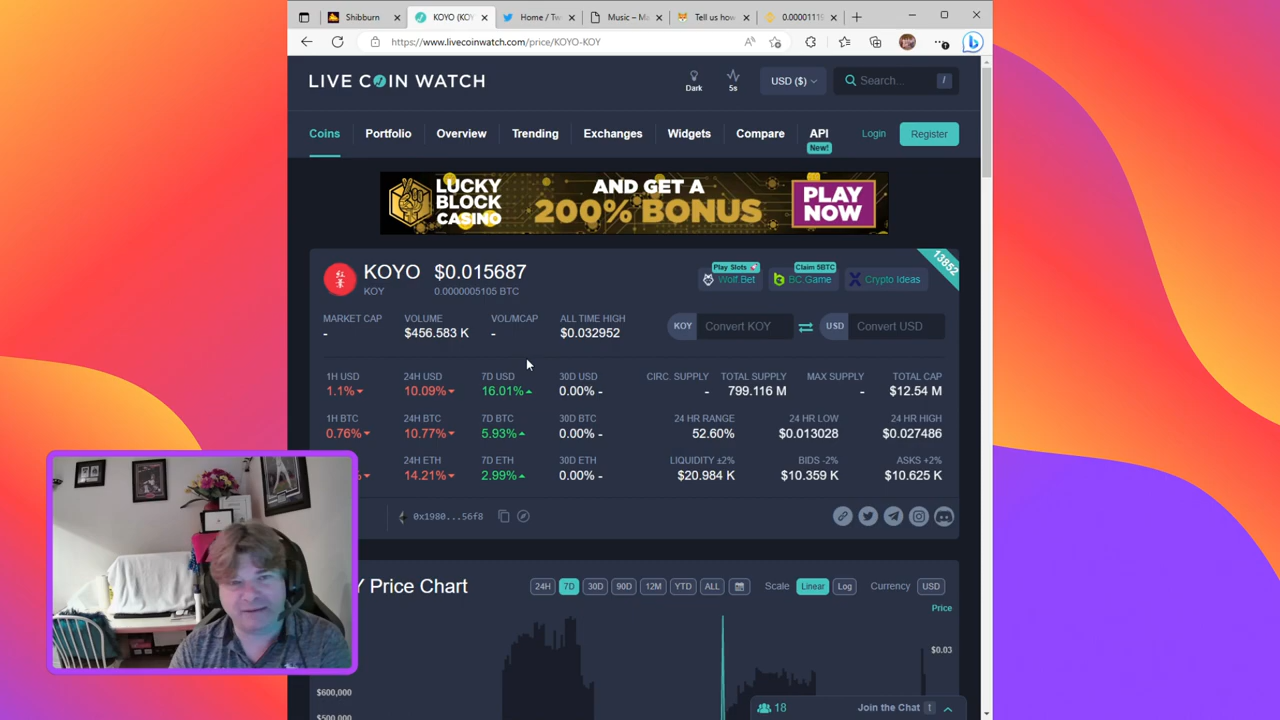 Shibburn
KOYO (KO
Home / Tw
Music – Ma
Tell us how
0.0000111
https://www.livecoinwatch.com/price/KOYO-KOY
LIVE COIN WATCH
Dark
5s
USD ($)
Search...
/
Coins
Portfolio
Overview
Trending
Exchanges
Widgets
Compare
API
New!
Login
Register
LUCKY
BLOCK
CASINO
AND GET A
200% BONUS
PLAY
NOW
13852
KOYO $0.015687
KOY 0.0000005105 BTC
Play Slots
Wolf.Bet
Claim 5BTC
BC.Game
Crypto Ideas
MARKET CAP VOLUME VOL/MCAP ALL TIME HIGH
- $456.583 K - $0.032952
KOY Convert KOY USD Convert USD
1H USD 24H USD 7D USD 30D USD CIRC. SUPPLY TOTAL SUPPLY MAX SUPPLY TOTAL CAP
1.1% 10.09% 16.01% 0.00% - - 799.116 M - $12.54 M
1H BTC 24H BTC 7D BTC 30D BTC 24 HR RANGE 24 HR LOW 24 HR HIGH
0.76% 10.77% 5.93% 0.00% - 52.60% $0.013028 $0.027486
24H ETH 7D ETH 30D ETH LIQUIDITY ±2% BIDS -2% ASKS +2%
14.21% 2.99% 0.00% - $20.984 K $10.359 K $10.625 K
0x1980...56f8
Y Price Chart
24H 7D 30D 90D 12M YTD ALL Scale Linear Log Currency USD
Price
$0.03
$600,000
$500,000
18 Join the Chat t